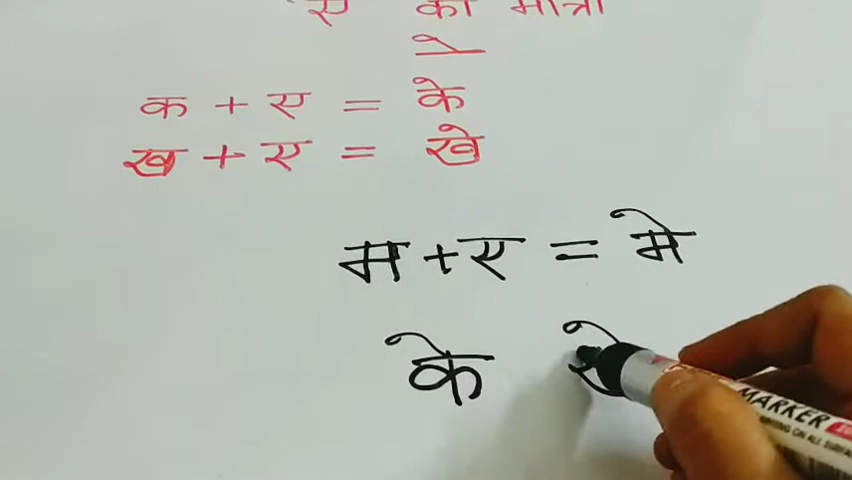 ए की मात्रा
े
क + ए = के
ख + ए = खे
म + ए = मे
के
MARKER